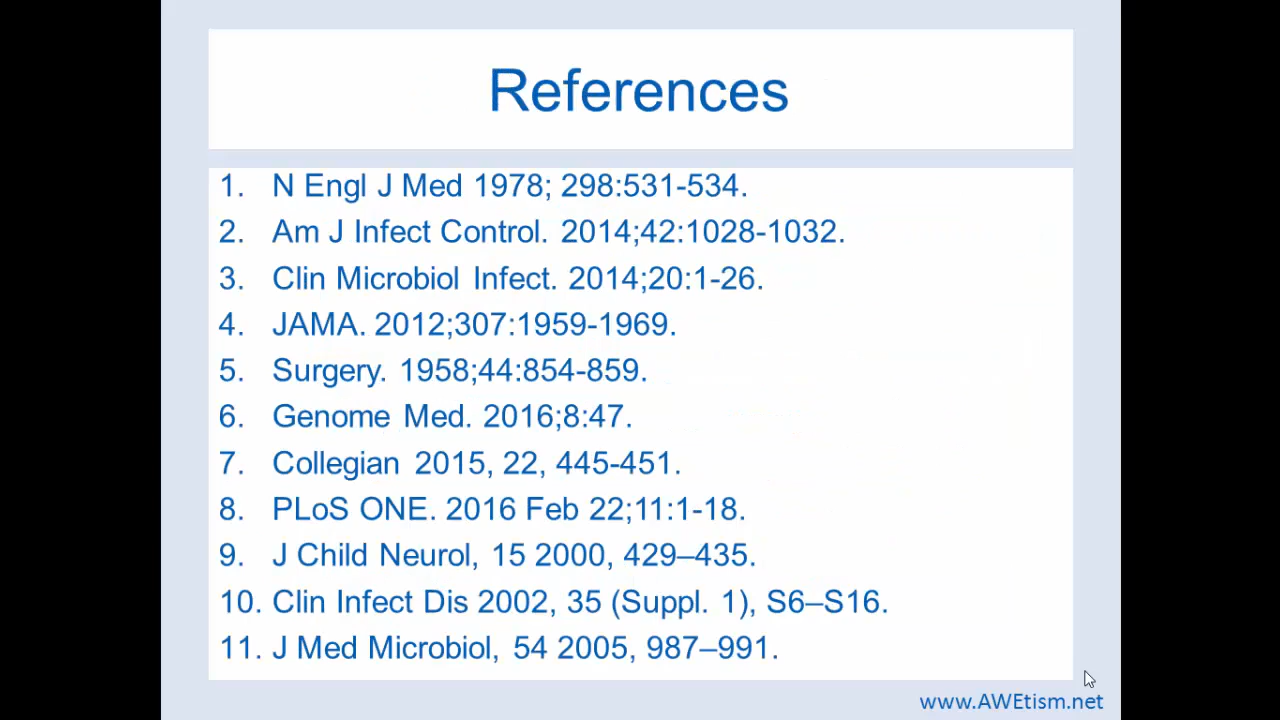 References
1. N Engl J Med 1978; 298:531-534.
2. Am J Infect Control. 2014;42:1028-1032.
3. Clin Microbiol Infect. 2014;20:1-26.
4. JAMA. 2012;307:1959-1969.
5. Surgery. 1958;44:854-859.
6. Genome Med. 2016;8:47.
7. Collegian 2015, 22, 445-451.
8. PLoS ONE. 2016 Feb 22;11:1-18.
9. J Child Neurol, 15 2000, 429–435.
10. Clin Infect Dis 2002, 35 (Suppl. 1), S6–S16.
11. J Med Microbiol, 54 2005, 987–991.
www.AWEtism.net